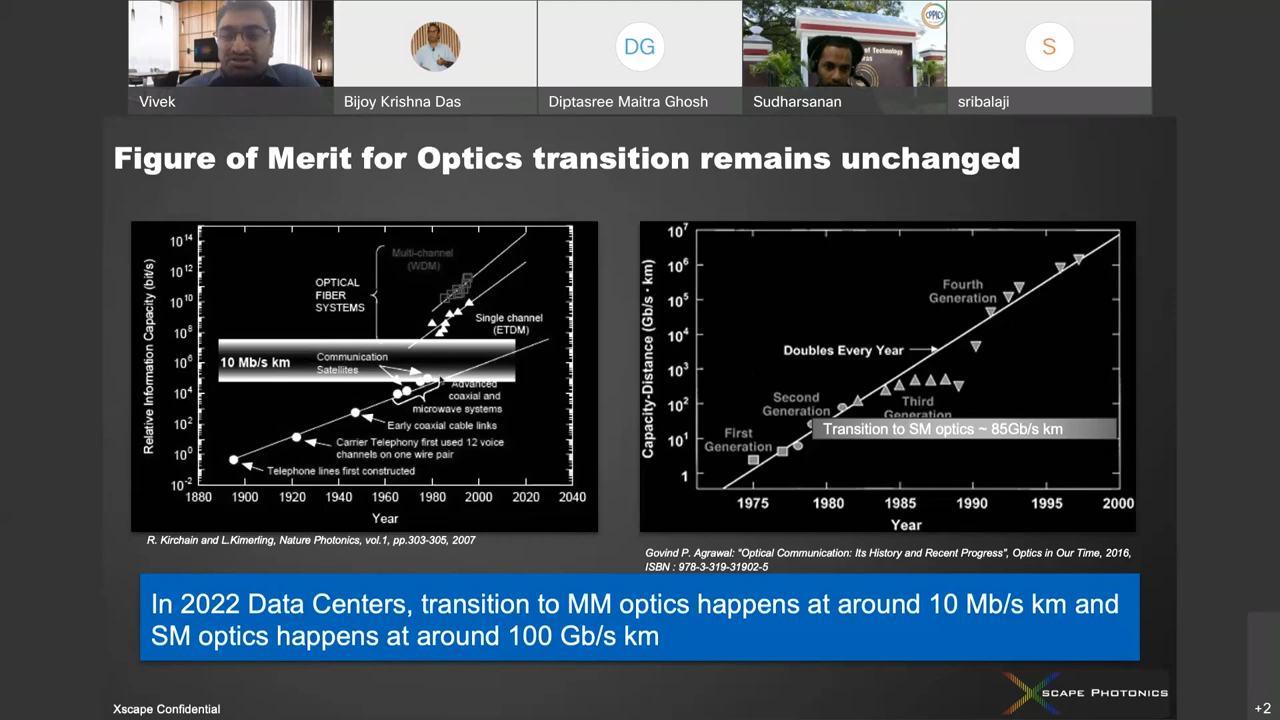 DG
S
CPPICS
of Technology
Vivek
Bijoy Krishna Das
Diptasree Maitra Ghosh
Sudharsanan
sribalaji
Figure of Merit for Optics transition remains unchanged
Relative Information Capacity (bit/s)
10^14
10^12
10^10
10^8
10^6
10^4
10^2
10^0
10^-2
Multi-channel
(WDM)
OPTICAL
FIBER
SYSTEMS
Single channel
(ETDM)
10 Mb/s km
Communication
Satellites
Advanced
coaxial and
microwave systems
Early coaxial cable links
Carrier Telephony first used 12 voice
channels on one wire pair
Telephone lines first constructed
1880 1900 1920 1940 1960 1980 2000 2020 2040
Year
R. Kirchain and L.Kimerling, Nature Photonics, vol.1, pp.303-305, 2007
Capacity-Distance (Gb/s · km)
10^7
10^6
10^5
10^4
10^3
10^2
10^1
1
Fourth
Generation
Doubles Every Year
Second
Generation
Third
Generation
First
Generation
Transition to SM optics ~ 85Gb/s km
1975 1980 1985 1990 1995 2000
Year
Govind P. Agrawal: "Optical Communication: Its History and Recent Progress", Optics in Our Time, 2016,
ISBN : 978-3-319-31902-5
In 2022 Data Centers, transition to MM optics happens at around 10 Mb/s km and
SM optics happens at around 100 Gb/s km
XSCAPE PHOTONICS
Xscape Confidential
+2